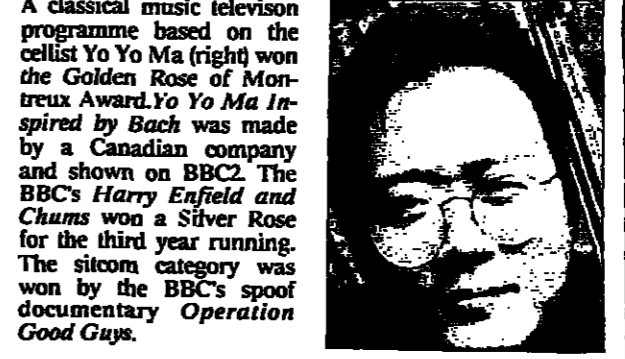 A classical music televison
programme based on the
cellist Yo Yo Ma (right) won
the Golden Rose of Mon-
treux Award.Yo Yo Ma In-
spired by Bach was made
by a Canadian company
and shown on BBC2. The
BBC's Harry Enfield and
Chums won a Silver Rose
for the third year running.
The sitcom category was
won by the BBC's spoof
documentary Operation
Good Guys.